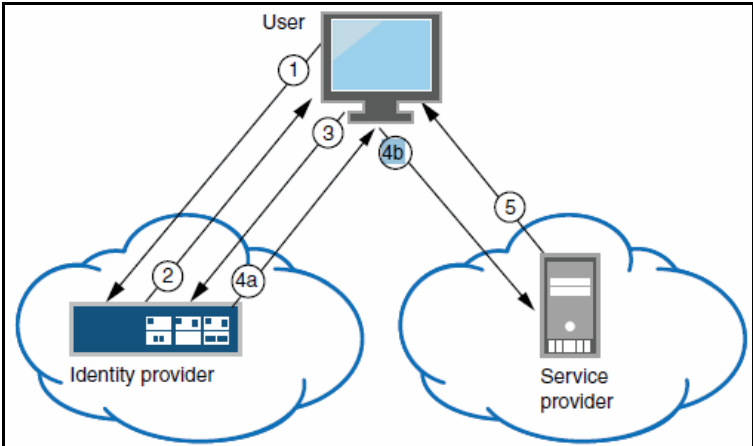 User
1
3
4b
5
2
4a
Identity provider
Service
provider